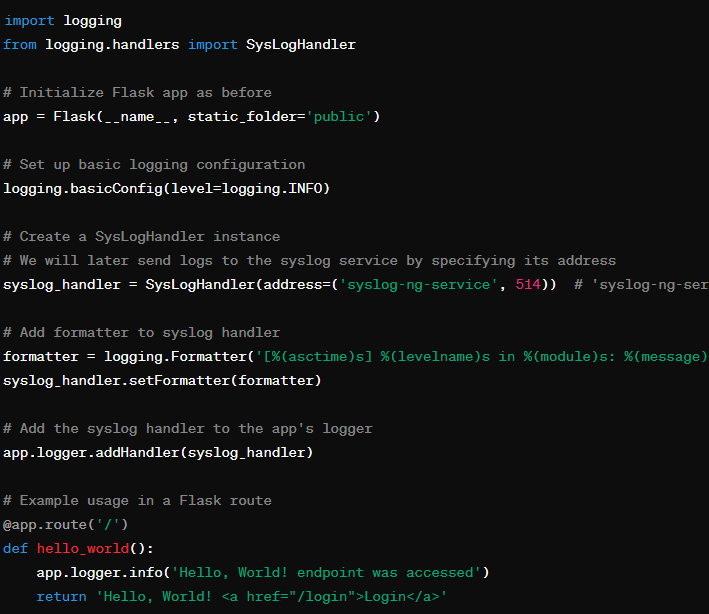 import logging
from logging.handlers import SysLogHandler
# Initialize Flask app as before
app = Flask(__name__, static_folder='public')
# Set up basic logging configuration
logging.basicConfig(level=logging.INFO)
# Create a SysLogHandler instance
# We will later send logs to the syslog service by specifying its address
syslog_handler = SysLogHandler(address=('syslog-ng-service', 514))  # 'syslog-ng-ser
# Add formatter to syslog handler
formatter = logging.Formatter('[%(asctime)s] %(levelname)s in %(module)s: %(message)
syslog_handler.setFormatter(formatter)
# Add the syslog handler to the app's logger
app.logger.addHandler(syslog_handler)
# Example usage in a Flask route
@app.route('/')
def hello_world():
    app.logger.info('Hello, World! endpoint was accessed')
    return 'Hello, World! <a href="/login">Login</a>'